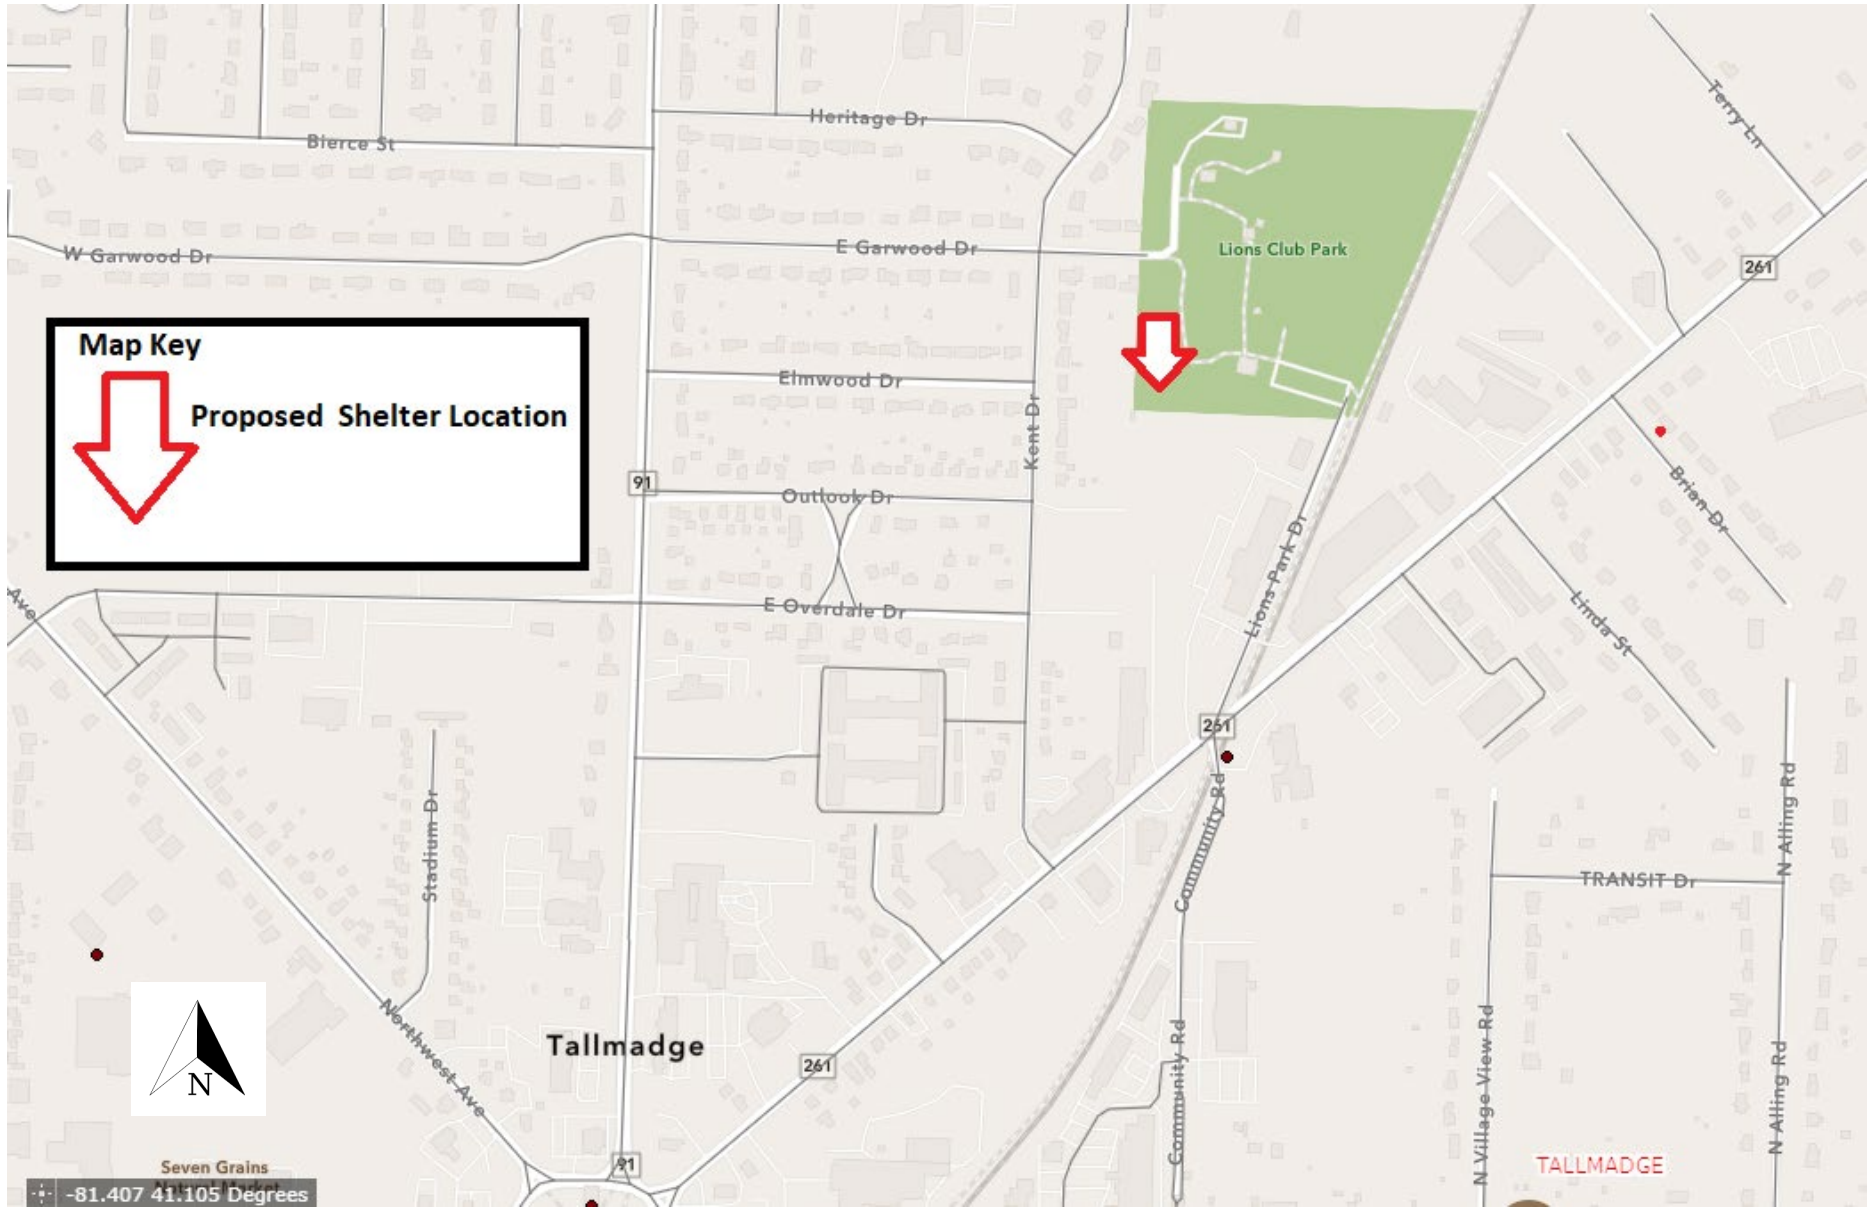 Terry Ln
Heritage Dr
Bierce St
Lions Club Park
E Garwood Dr
W Garwood Dr
261
Map Key
Proposed Shelter Location
Elmwood Dr
Kent Dr
91
Outlook Dr
Brian Dr
Lions Park Dr
Ave
E Overdale Dr
Linda St
261
Stadium Dr
Community Rd
N Alling Rd
TRANSIT Dr
Northwest Ave
Tallmadge
261
N
Community Rd
N Village View Rd
N Alling Rd
91
Seven Grains
Natural Market
TALLMADGE
-81.407 41.105 Degrees